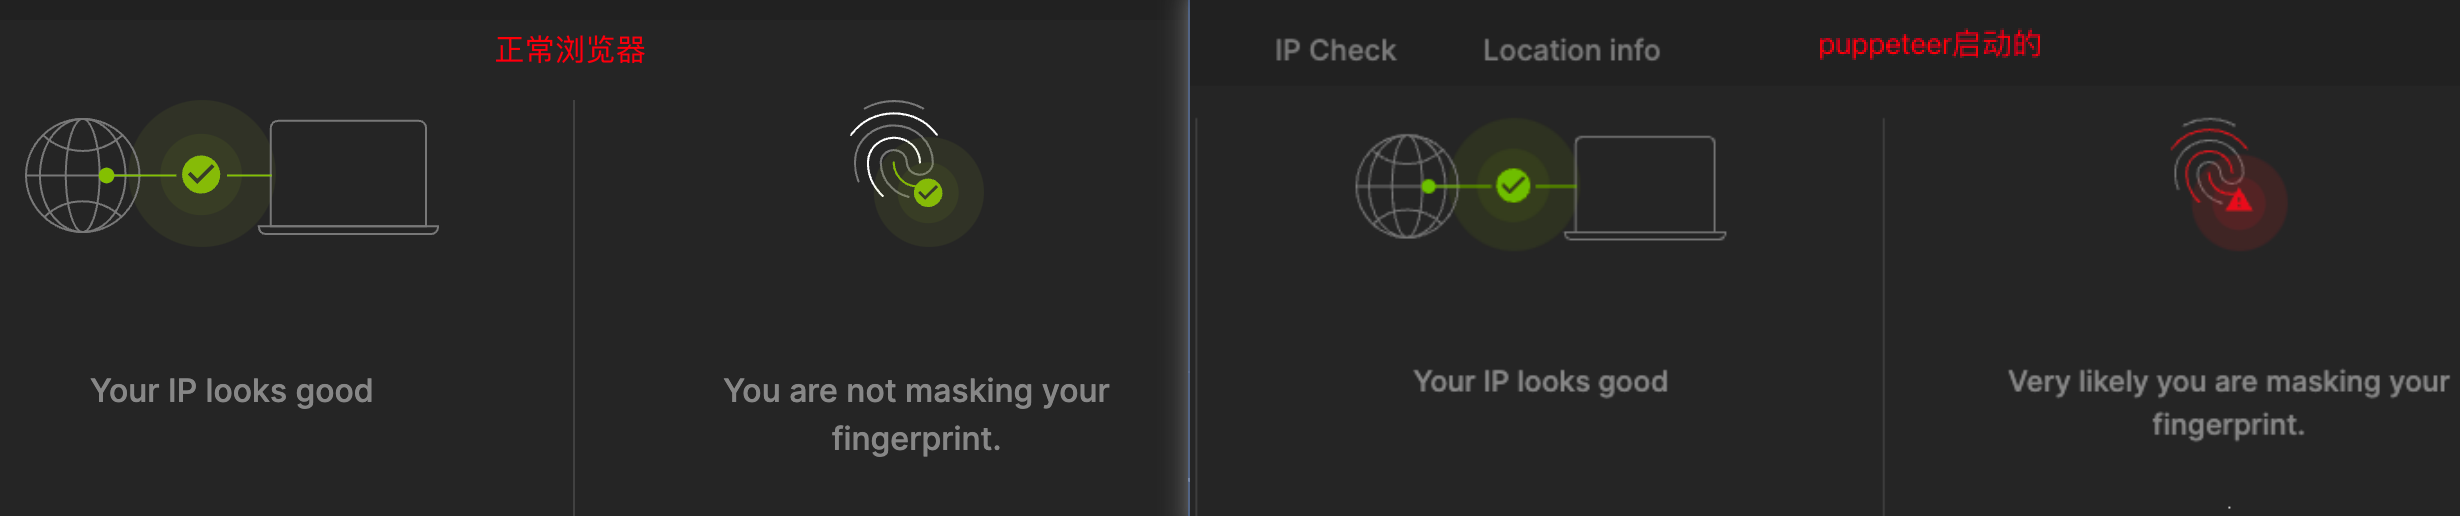 正常浏览器
Your IP looks good
You are not masking your
fingerprint.
IP Check
Location info
puppeteer启动的
Your IP looks good
Very likely you are masking your
fingerprint.